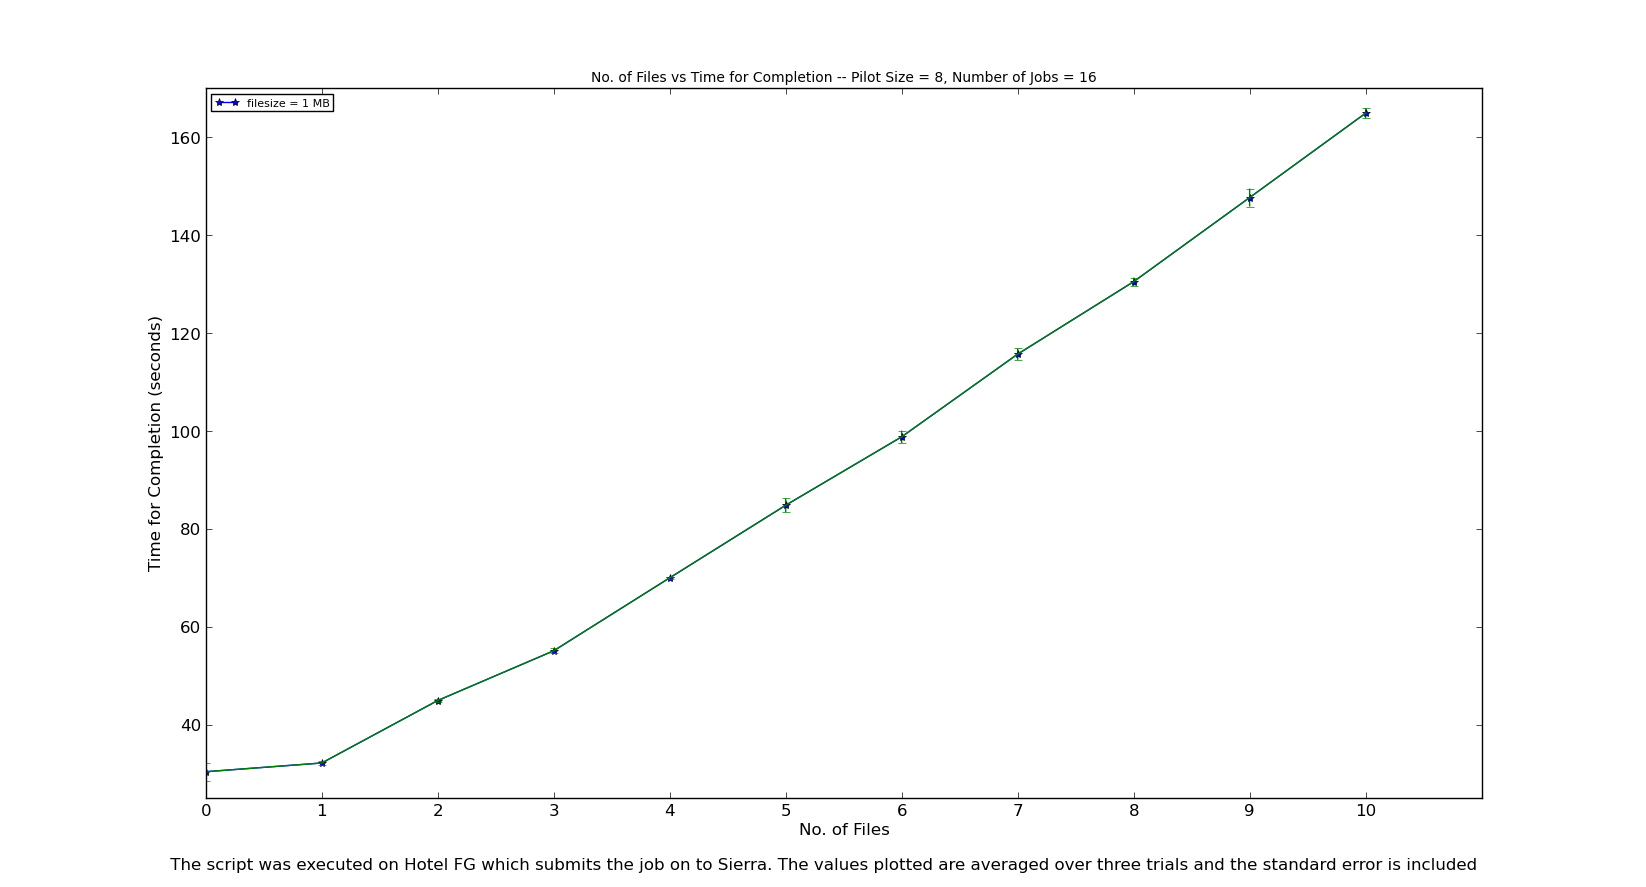 No. of Files vs Time for Completion -- Pilot Size = 8, Number of Jobs = 16
filesize = 1 MB
160
140
120
100
80
60
40
Time for Completion (seconds)
0 1 2 3 4 5 6 7 8 9 10
No. of Files
The script was executed on Hotel FG which submits the job on to Sierra. The values plotted are averaged over three trials and the standard error is included